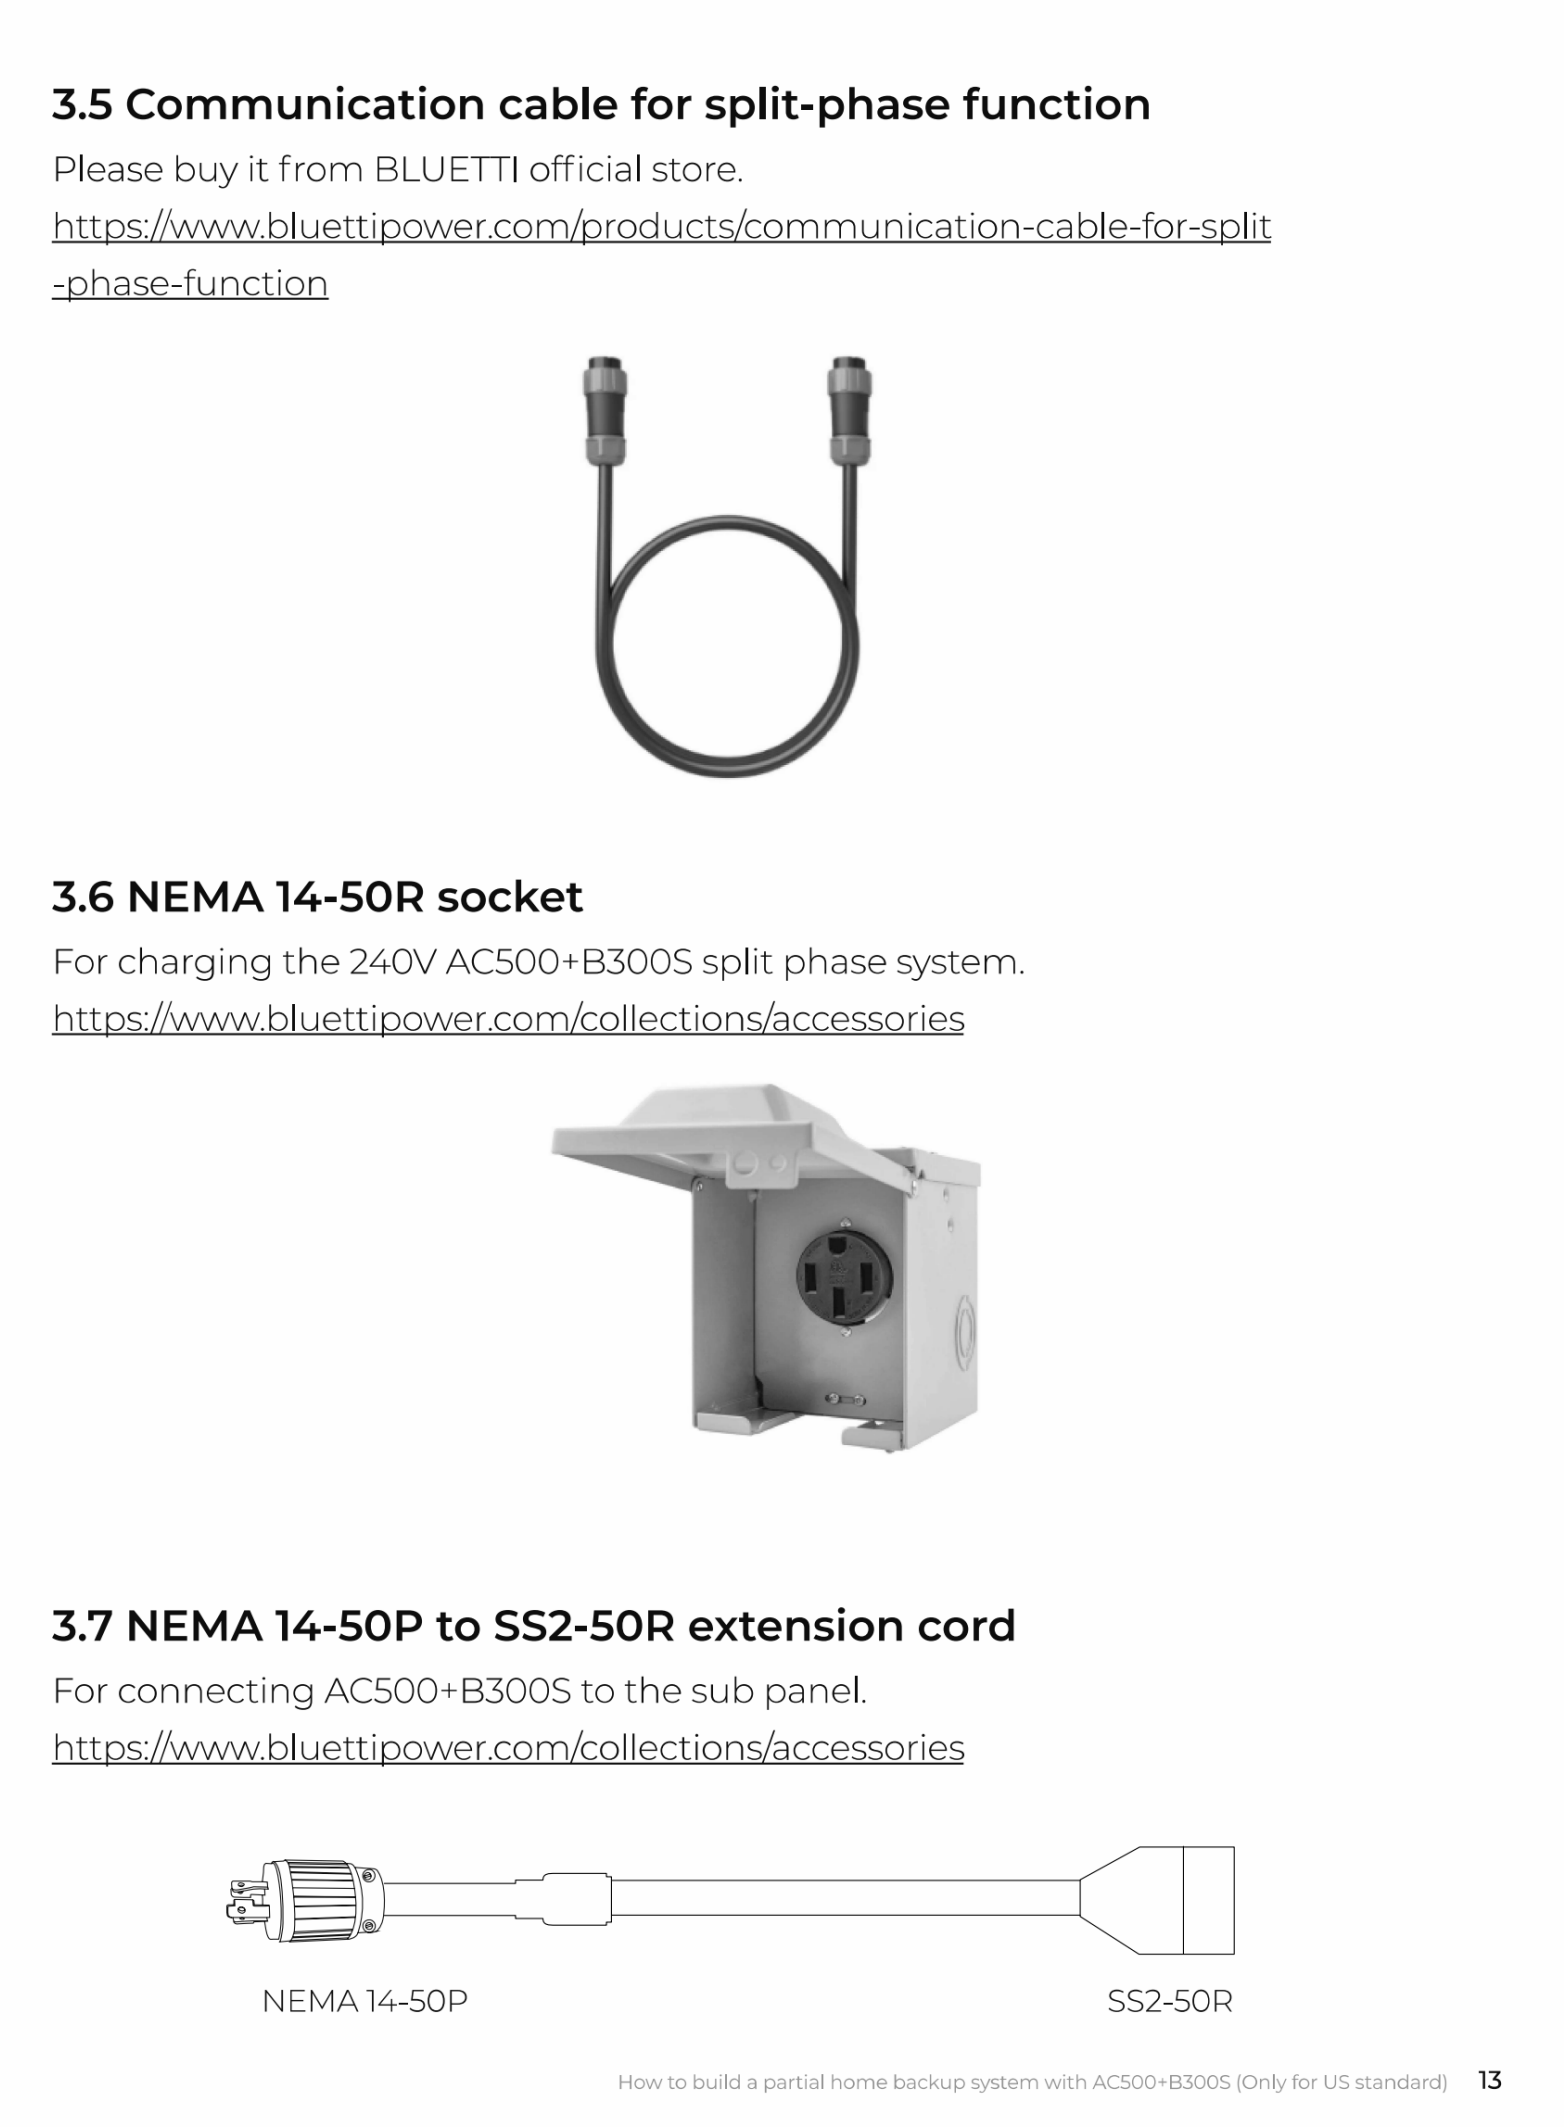 3.5 Communication cable for split-phase function
Please buy it from BLUETTI official store.
https://www.bluettipower.com/products/communication-cable-for-split
-phase-function
3.6 NEMA 14-50R socket
For charging the 240V AC500+B300S split phase system.
https://www.bluettipower.com/collections/accessories
3.7 NEMA 14-50P to SS2-50R extension cord
For connecting AC500+B300S to the sub panel.
https://www.bluettipower.com/collections/accessories
NEMA 14-50P
SS2-50R
How to build a partial home backup system with AC500+B300S (Only for US standard) 13